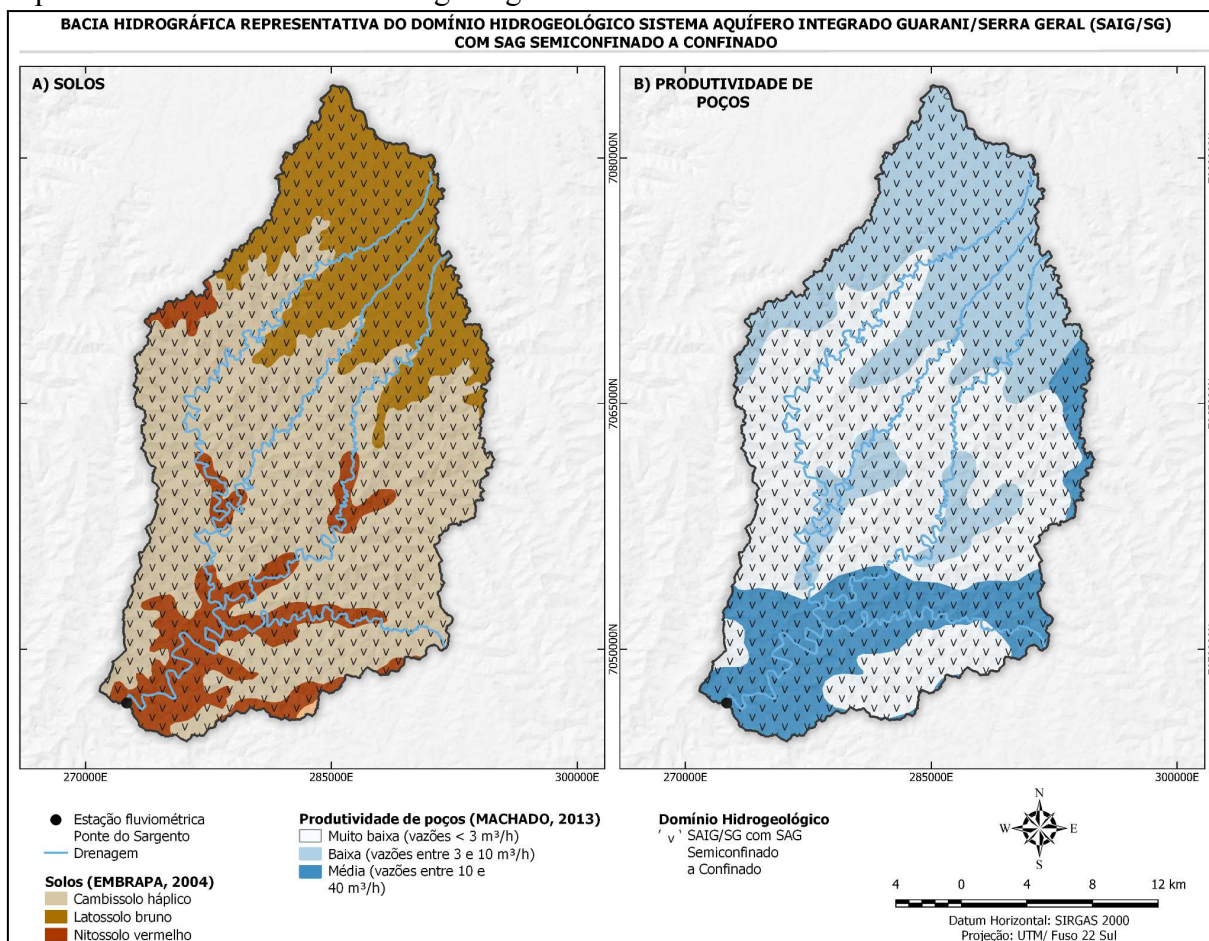 BACIA HIDROGRÁFICA REPRESENTATIVA DO DOMÍNIO HIDROGEOLÓGICO SISTEMA AQUÍFERO INTEGRADO GUARANI/SERRA GERAL (SAIG/SG)
COM SAG SEMICONFINADO A CONFINADO
A) SOLOS
B) PRODUTIVIDADE DE
POÇOS
7080000N
7065000N
7050000N
270000E
285000E
300000E
270000E
285000E
300000E
Estação fluviométrica
Ponte do Sargento
Drenagem
Solos (EMBRAPA, 2004)
Cambissolo háplico
Latossolo bruno
Nitossolo vermelho
Produtividade de poços (MACHADO, 2013)
Muito baixa (vazões < 3 m³/h)
Baixa (vazões entre 3 e 10 m³/h)
Média (vazões entre 10 e
40 m³/h)
Domínio Hidrogeológico
SAIG/SG com SAG
Semiconfinado
a Confinado
N
W E
S
4 0 4 8 12 km
Datum Horizontal: SIRGAS 2000
Projeção: UTM/ Fuso 22 Sul